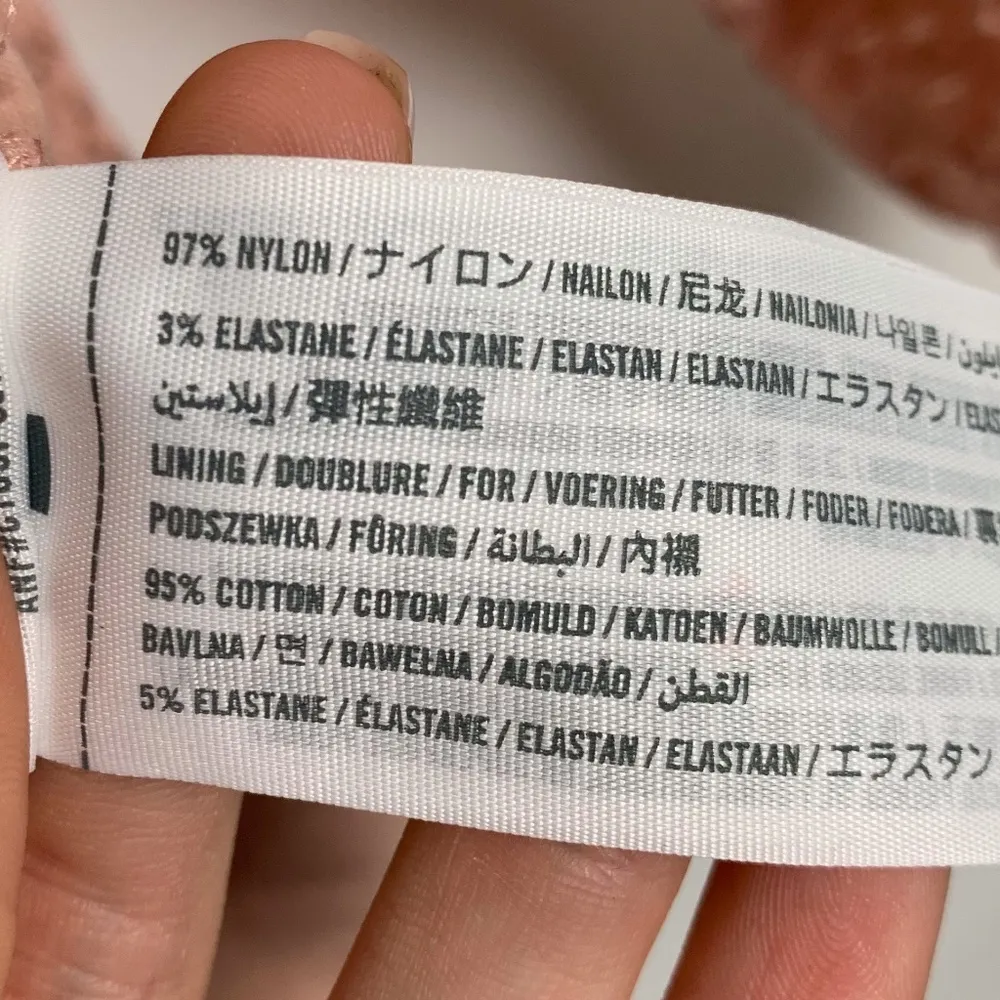 97% NYLON / ナイロン / NAILON / 尼龙 / NAILONIA / 나일론 /
3% ELASTANE / ÉLASTANE / ELASTAN / ELASTAAN / エラスタン /
إيلاستين / 彈性纖維
LINING / DOUBLURE / FOR / VOERING / FUTTER / FODER / FODERA /
PODSZEWKA / FÔRING / البطانة / 內襯
95% COTTON / COTON / BOMULD / KATOEN / BAUMWOLLE / BOMULL /
BAVLNA / 면 / BAWEŁNA / ALGODÃO / القطن
5% ELASTANE / ÉLASTANE / ELASTAN / ELASTAAN / エラスタン